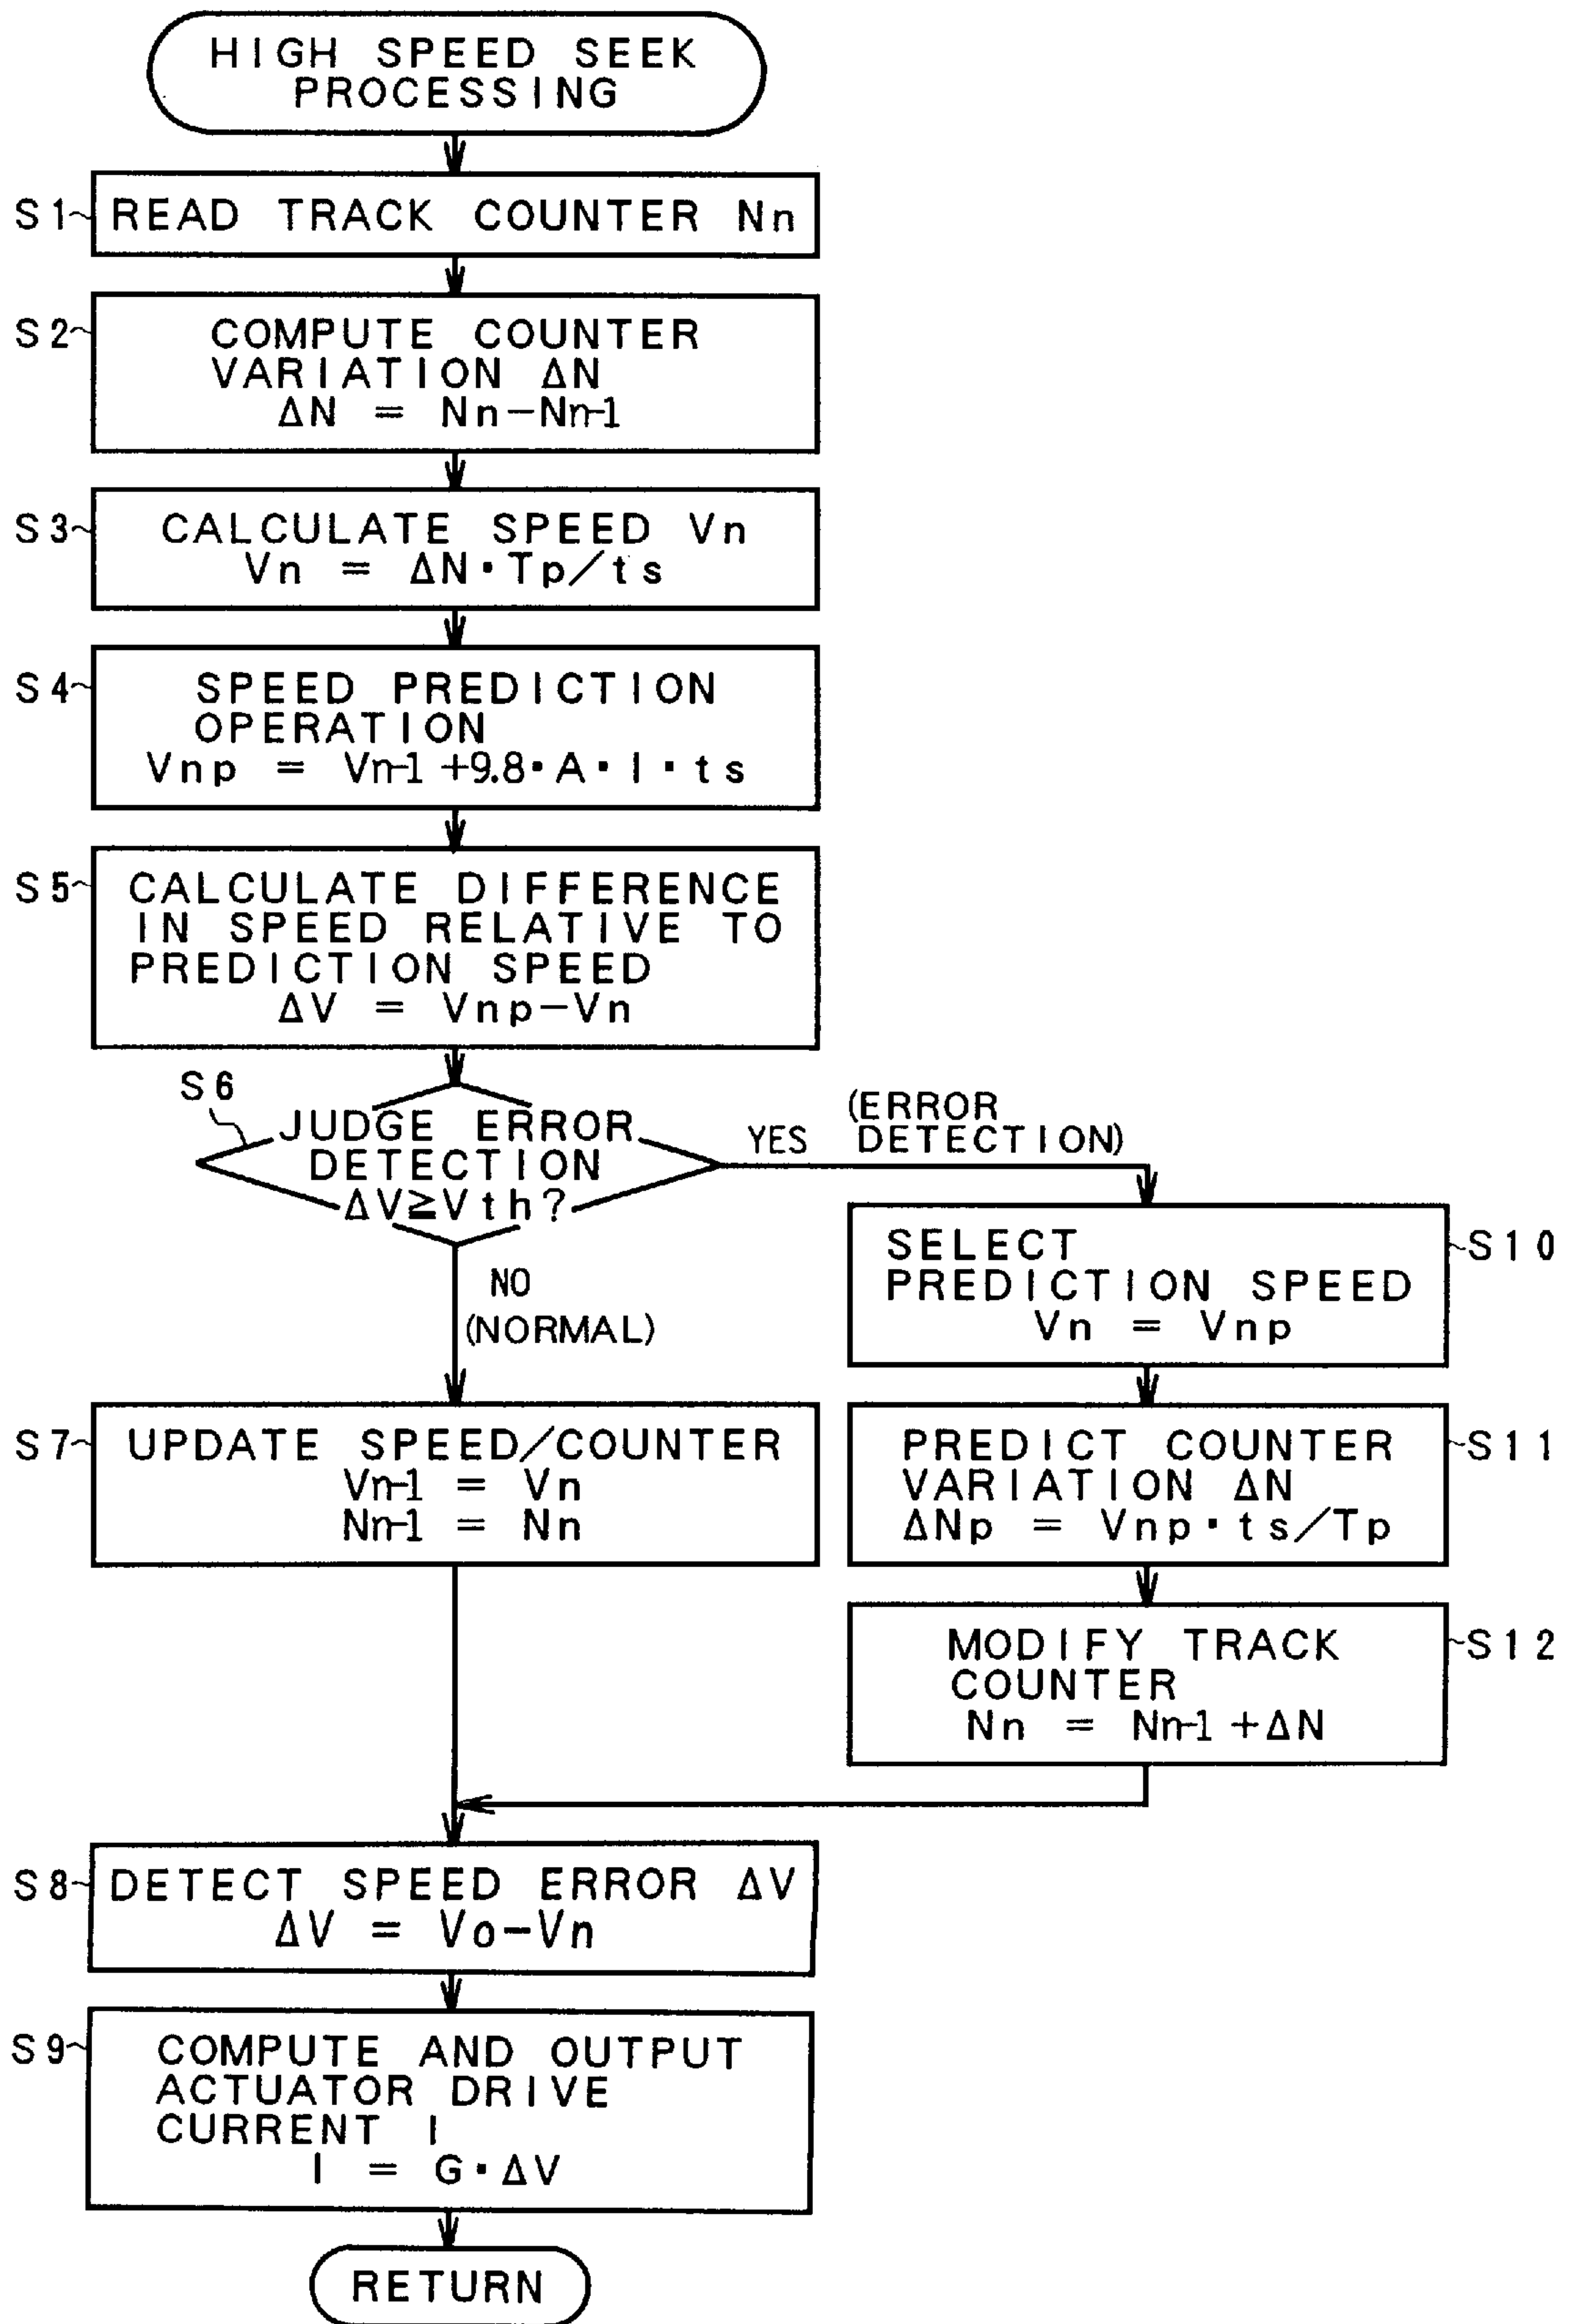 HIGH SPEED SEEK
PROCESSING
S1
READ TRACK COUNTER Nn
S2
COMPUTE COUNTER
VARIATION ΔN
ΔN = Nn-Nn-1
S3
CALCULATE SPEED Vn
Vn = ΔN·Tp/ts
S4
SPEED PREDICTION
OPERATION
Vnp = Vn-1+9.8·A·I·ts
S5
CALCULATE DIFFERENCE
IN SPEED RELATIVE TO
PREDICTION SPEED
ΔV = Vnp-Vn
S6
JUDGE ERROR
DETECTION
ΔV≧Vth?
YES
(ERROR
DETECTION)
NO
(NORMAL)
S10
SELECT
PREDICTION SPEED
Vn = Vnp
S7
UPDATE SPEED/COUNTER
Vn-1 = Vn
Nn-1 = Nn
S11
PREDICT COUNTER
VARIATION ΔN
ΔNp = Vnp·ts/Tp
S12
MODIFY TRACK
COUNTER
Nn = Nn-1+ΔN
S8
DETECT SPEED ERROR ΔV
ΔV = Vo-Vn
S9
COMPUTE AND OUTPUT
ACTUATOR DRIVE
CURRENT I
I = G·ΔV
RETURN